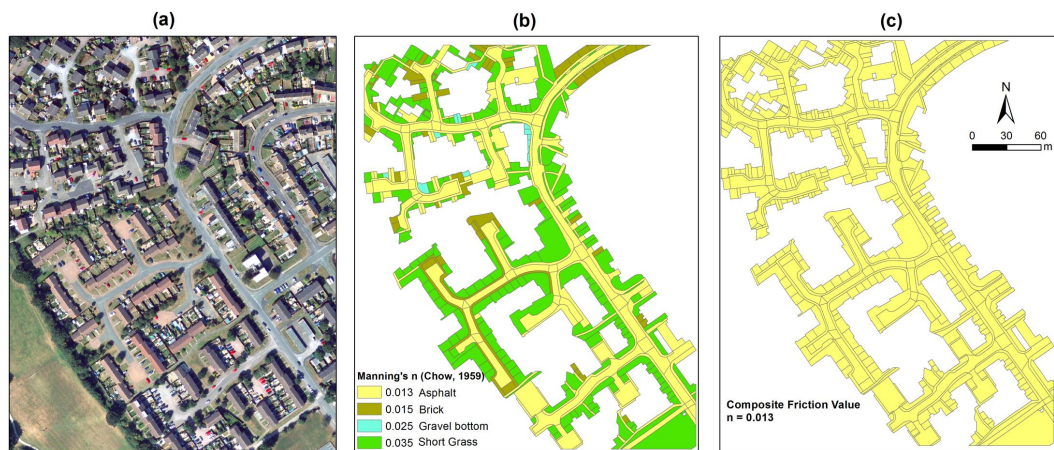 (a)
(b)
(c)
N
0 30 60
m
Manning's n (Chow, 1959)
0.013 Asphalt
0.015 Brick
0.025 Gravel bottom
0.035 Short Grass
Composite Friction Value
n = 0.013